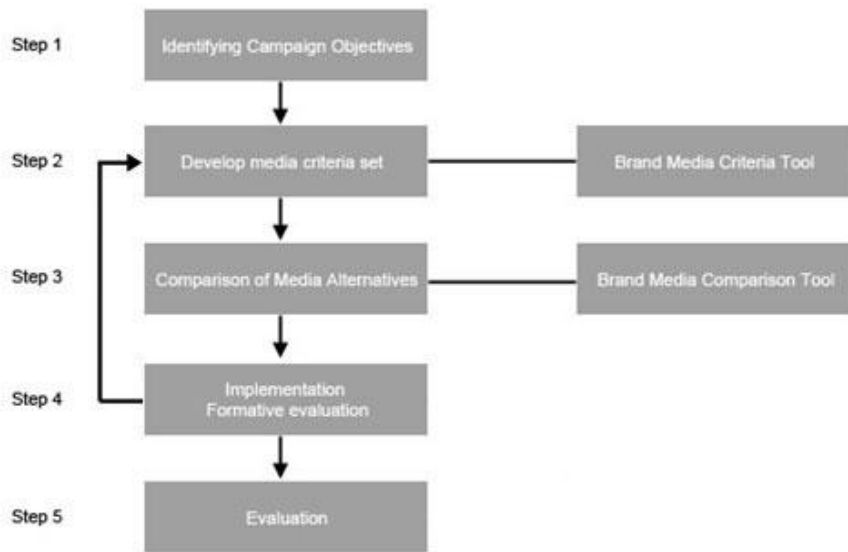 Step 1
Identifying Campaign Objectives
Step 2
Develop media criteria set
Brand Media Criteria Tool
Step 3
Comparison of Media Alternatives
Brand Media Comparison Tool
Step 4
Implementation
Formative evaluation
Step 5
Evaluation